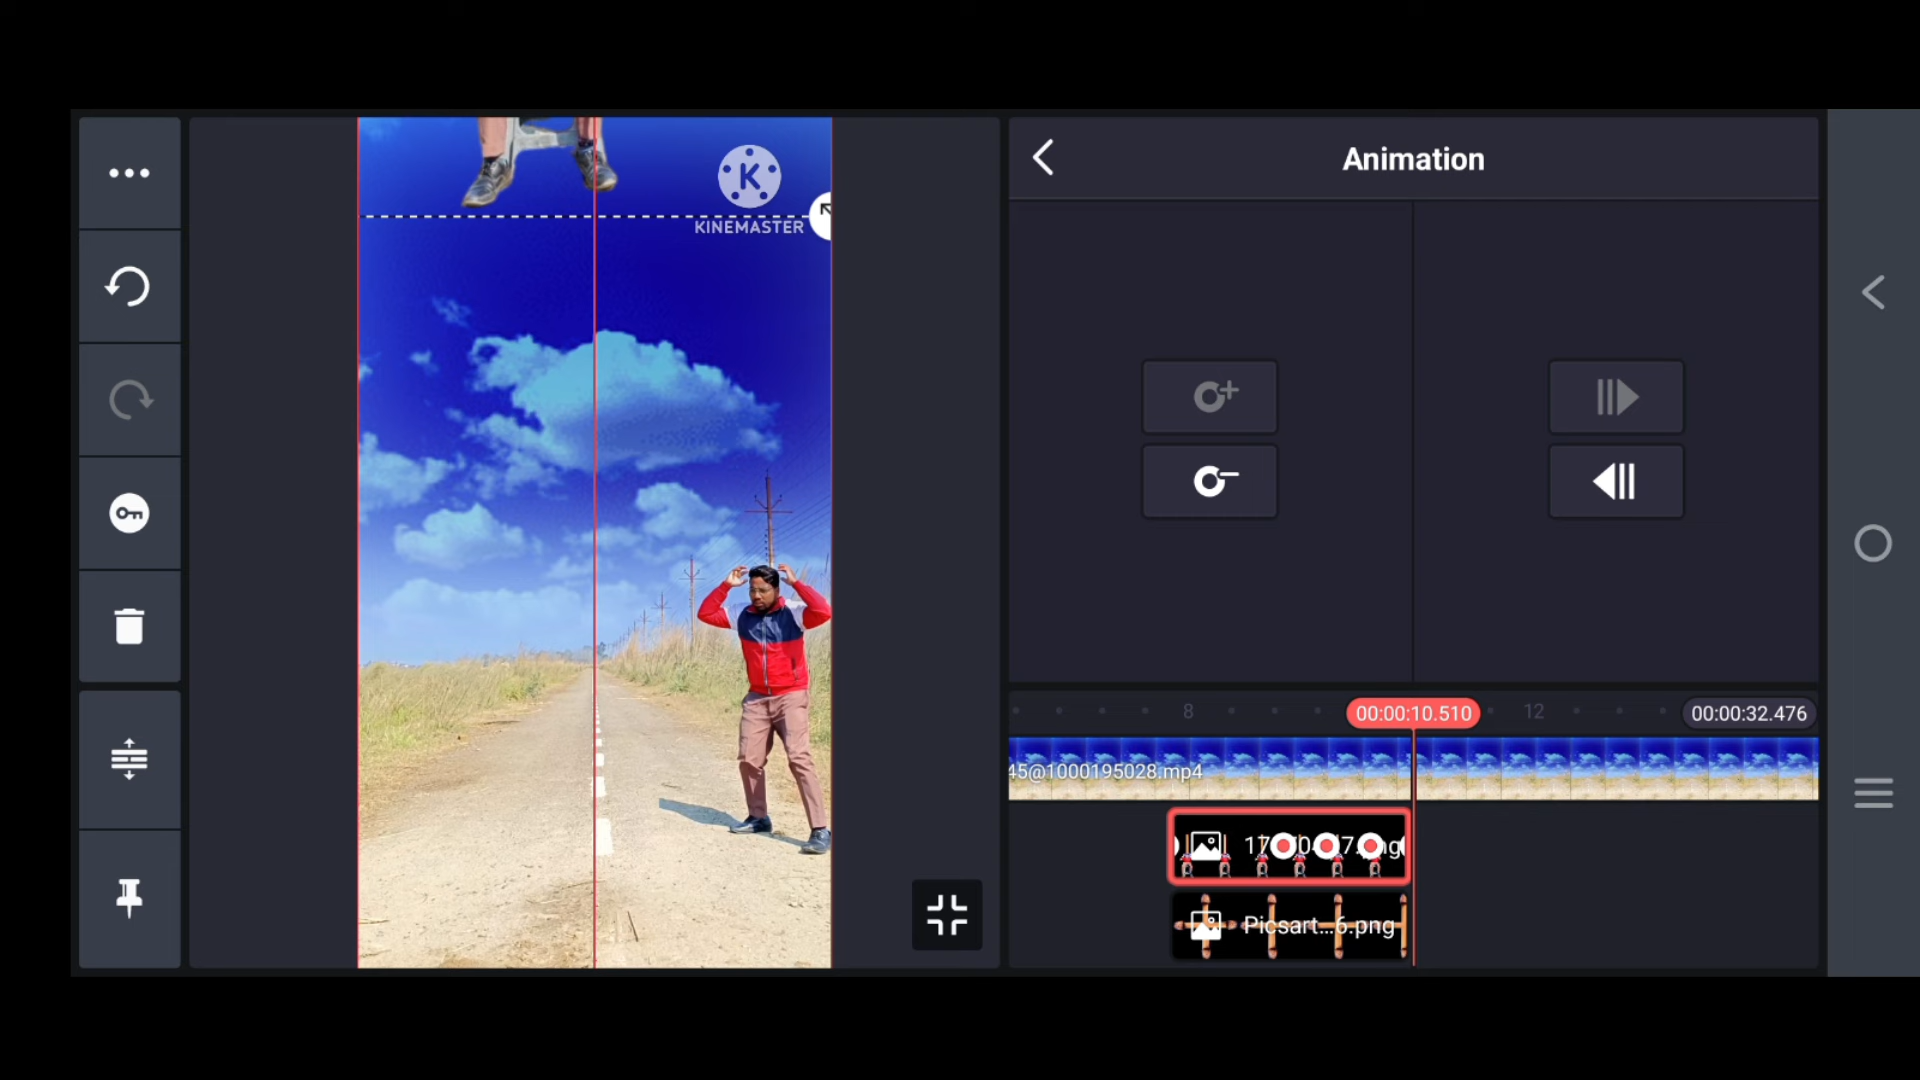 Animation
K
KINEMASTER
8
00:00:10.510
12
00:00:32.476
45@1000195028.mp4
Picsart...6.png